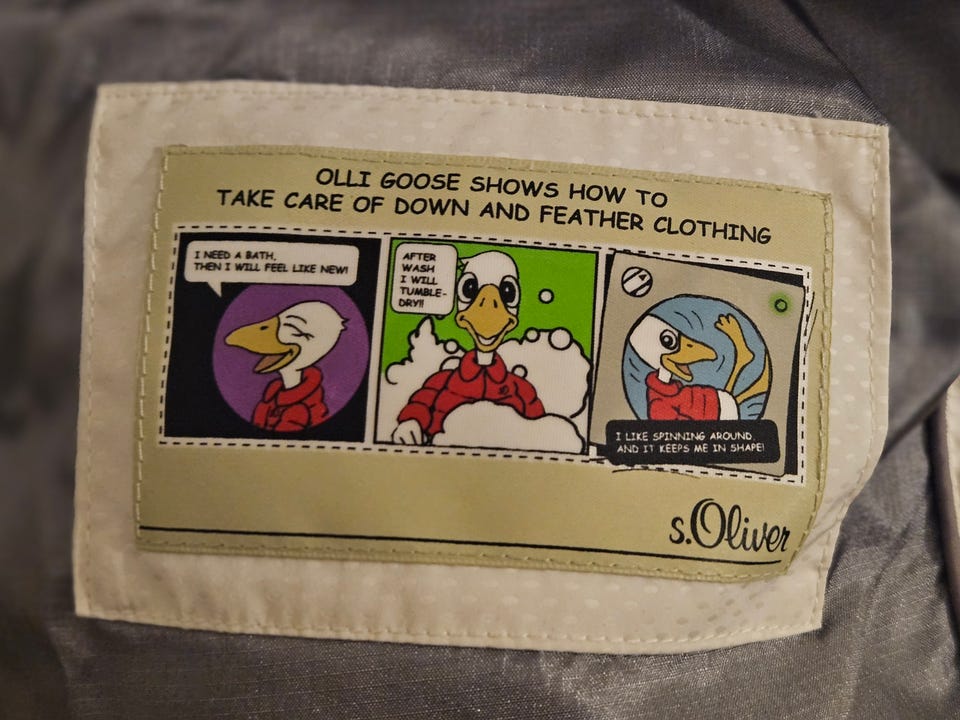 OLLI GOOSE SHOWS HOW TO
TAKE CARE OF DOWN AND FEATHER CLOTHING
I NEED A BATH,
THEN I WILL FEEL LIKE NEW!
AFTER
WASH
I WILL
TUMBLE-
DRY!!
I LIKE SPINNING AROUND
AND IT KEEPS ME IN SHAPE!
s.Oliver